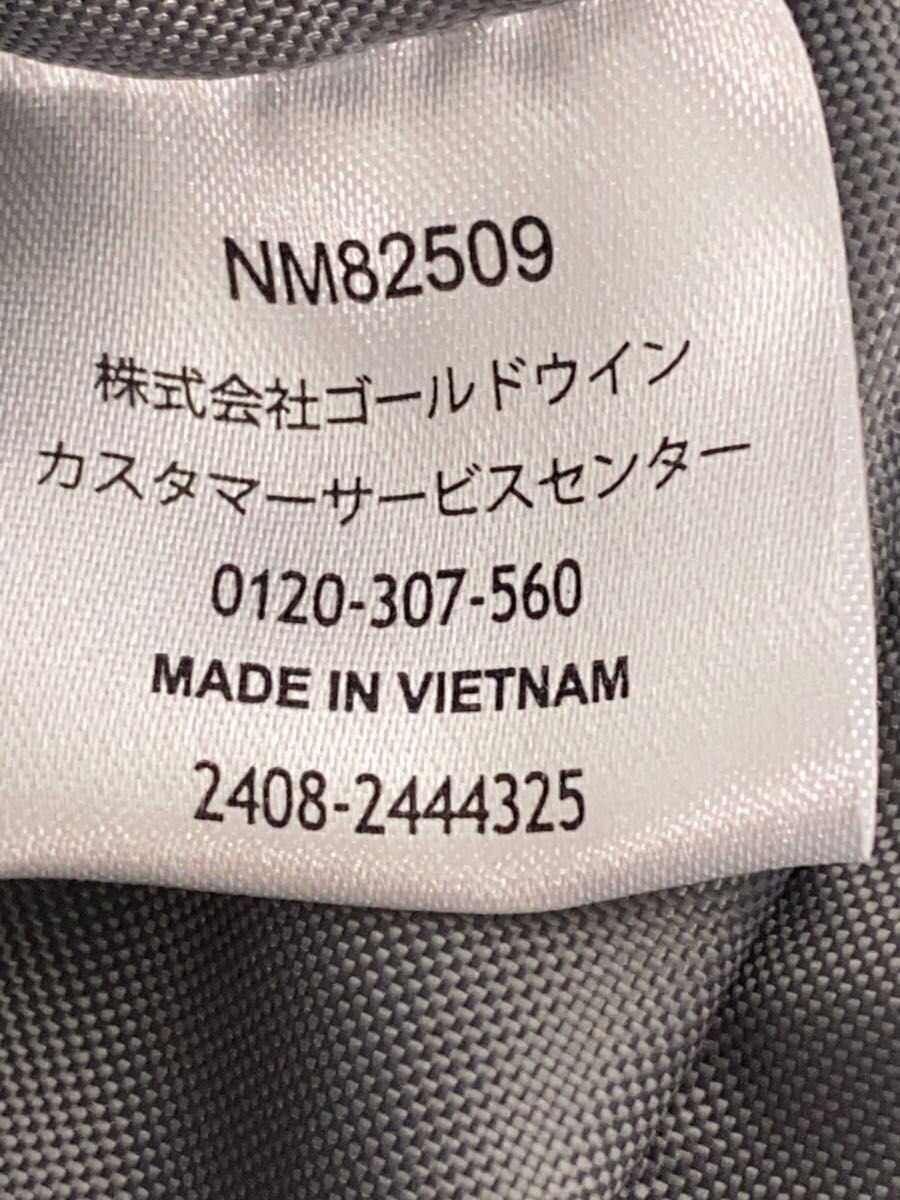 NM82509
株式会社ゴールドウイン
カスタマーサービスセンター
0120-307-560
MADE IN VIETNAM
2408-2444325